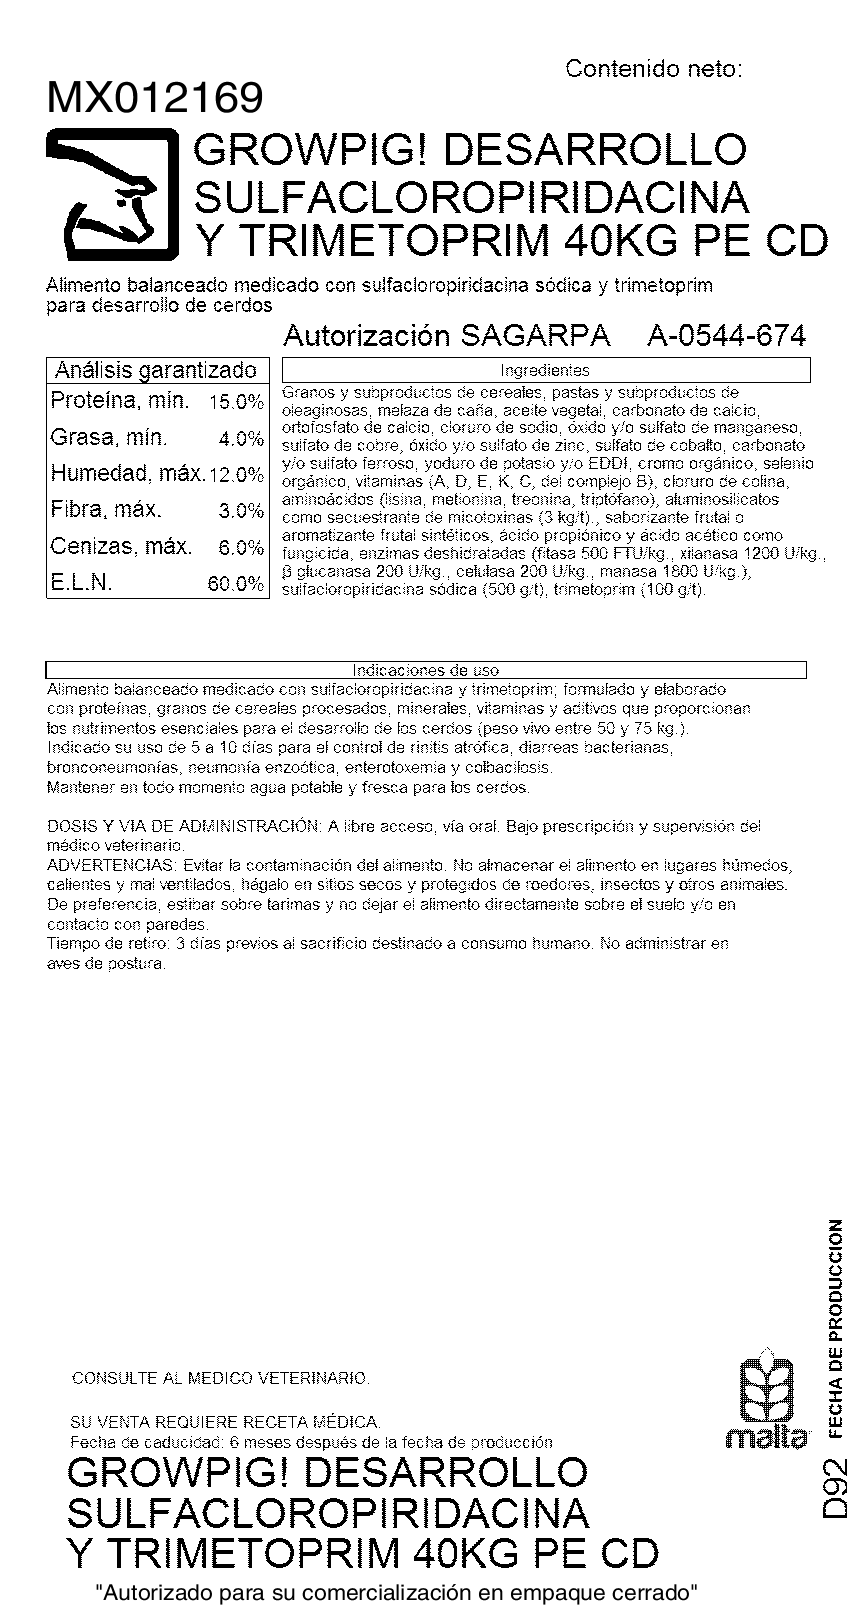 Contenido neto:
MX012169
GROWPIG! DESARROLLO
SULFACLOROPIRIDACINA
Y TRIMETOPRIM 40KG PE CD
Alimento balanceado medicado con sulfacloropiridacina sódica y trimetoprim
para desarrollo de cerdos
Autorización SAGARPA A-0544-674
Análisis garantizado
Proteína, mín. 15.0%
Grasa, mín. 4.0%
Humedad, máx. 12.0%
Fibra, máx. 3.0%
Cenizas, máx. 6.0%
E.L.N. 60.0%
Ingredientes
Granos y subproductos de cereales, pastas y subproductos de
oleaginosas, melaza de caña, aceite vegetal, carbonato de calcio,
ortofosfato de calcio, cloruro de sodio, óxido y/o sulfato de manganeso,
sulfato de cobre, óxido y/o sulfato de zinc, sulfato de cobalto, carbonato
y/o sulfato ferroso, yoduro de potasio y/o EDDI, cromo orgánico, selenio
orgánico, vitaminas (A, D, E, K, C, del complejo B), cloruro de colina,
aminoácidos (lisina, metionina, treonina, triptófano), aluminosilicatos
como secuestrante de micotoxinas (3 kg/t)., saborizante frutal o
aromatizante frutal sintéticos, ácido propiónico y ácido acético como
fungicida, enzimas deshidratadas (fitasa 500 FTU/kg., xilanasa 1200 U/kg.,
β glucanasa 200 U/kg., celulasa 200 U/kg., manasa 1800 U/kg.),
sulfacloropiridacina sódica (500 g/t), trimetoprim (100 g/t).
Indicaciones de uso
Alimento balanceado medicado con sulfacloropiridacina y trimetoprim; formulado y elaborado
con proteínas, granos de cereales procesados, minerales, vitaminas y aditivos que proporcionan
los nutrimentos esenciales para el desarrollo de los cerdos (peso vivo entre 50 y 75 kg.).
Indicado su uso de 5 a 10 días para el control de rinitis atrófica, diarreas bacterianas,
bronconeumonías, neumonía enzoótica, enterotoxemia y colbacilosis.
Mantener en todo momento agua potable y fresca para los cerdos.
DOSIS Y VIA DE ADMINISTRACIÓN: A libre acceso, vía oral. Bajo prescripción y supervisión del
médico veterinario.
ADVERTENCIAS: Evitar la contaminación del alimento. No almacenar el alimento en lugares húmedos,
calientes y mal ventilados, hágalo en sitios secos y protegidos de roedores, insectos y otros animales.
De preferencia, estibar sobre tarimas y no dejar el alimento directamente sobre el suelo y/o en
contacto con paredes.
Tiempo de retiro: 3 días previos al sacrificio destinado a consumo humano. No administrar en
aves de postura.
FECHA DE PRODUCCION
D92
malta
CONSULTE AL MEDICO VETERINARIO.
SU VENTA REQUIERE RECETA MÉDICA.
Fecha de caducidad: 6 meses después de la fecha de producción
GROWPIG! DESARROLLO
SULFACLOROPIRIDACINA
Y TRIMETOPRIM 40KG PE CD
"Autorizado para su comercialización en empaque cerrado"